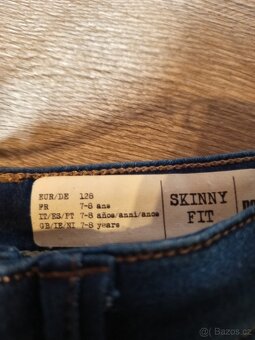 EUR/DE 128
FR 7-8 ans
IT/ES/PT 7-8 años/anni/anos
GB/IE/NI 7-8 years
SKINNY
FIT
Bazos.cz